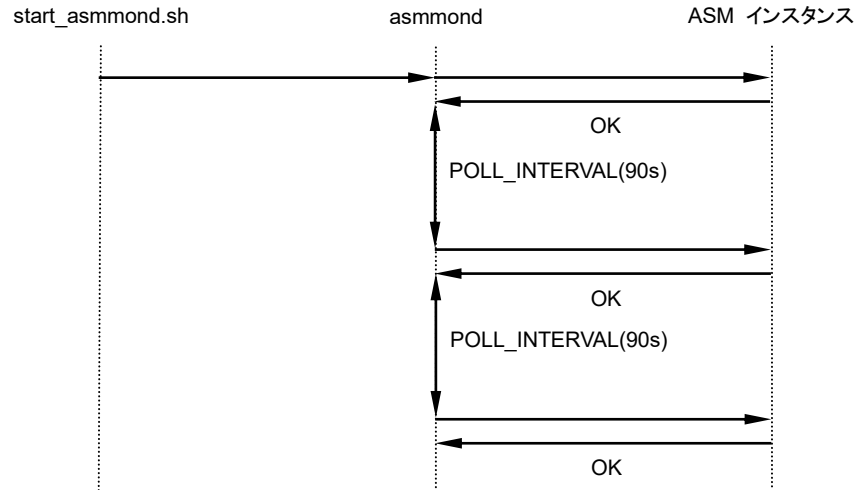 start_asmmond.sh
asmmond
ASM インスタンス
OK
POLL_INTERVAL(90s)
OK
POLL_INTERVAL(90s)
OK